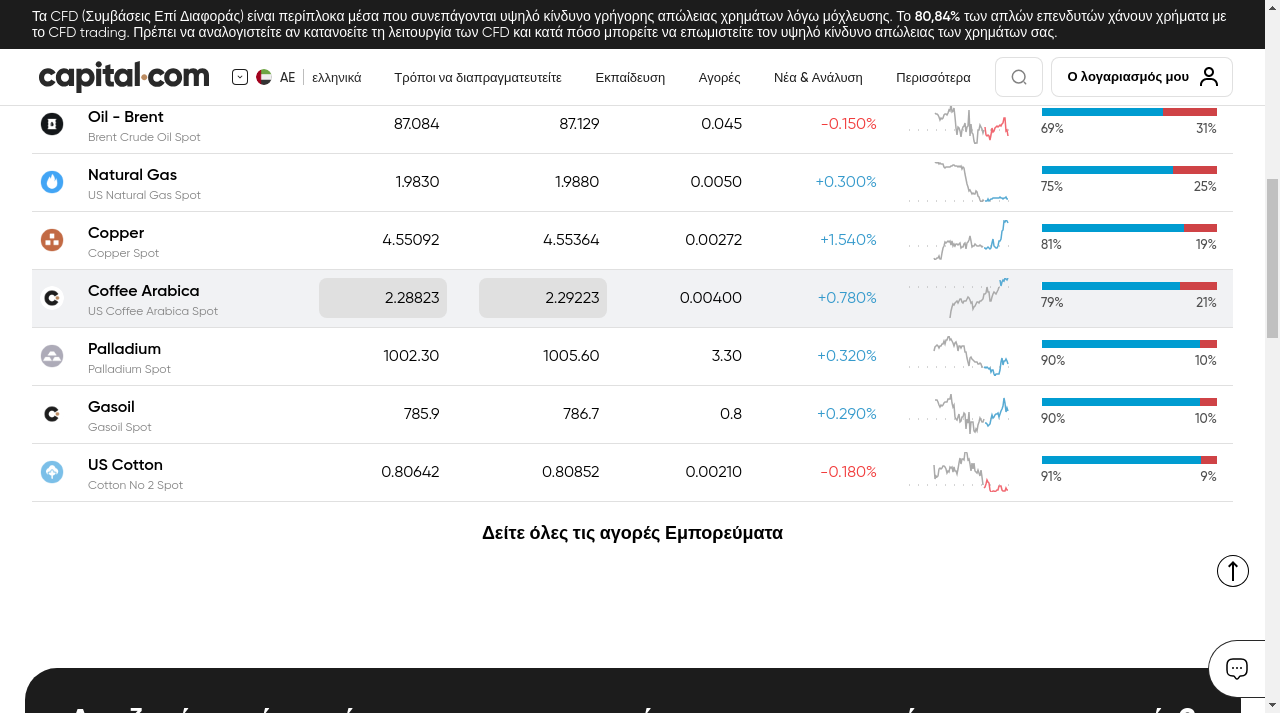 Τα CFD (Συμβάσεις Επί Διαφοράς) είναι περίπλοκα μέσα που συνεπάγονται υψηλό κίνδυνο γρήγορης απώλειας χρημάτων λόγω μόχλευσης. Το 80,84% των απλών επενδυτών χάνουν χρήματα με
το CFD trading. Πρέπει να αναλογιστείτε αν κατανοείτε τη λειτουργία των CFD και κατά πόσο μπορείτε να επωμιστείτε τον υψηλό κίνδυνο απώλειας των χρημάτων σας.
capital.com AE ελληνικά Τρόποι να διαπραγματευτείτε Εκπαίδευση Αγορές Νέα & Ανάλυση Περισσότερα Ο λογαριασμός μου
Oil - Brent 87.084 87.129 0.045 -0.150%
Brent Crude Oil Spot 69% 31%
Natural Gas 1.9830 1.9880 0.0050 +0.300%
US Natural Gas Spot 75% 25%
Copper 4.55092 4.55364 0.00272 +1.540%
Copper Spot 81% 19%
Coffee Arabica 2.28823 2.29223 0.00400 +0.780%
US Coffee Arabica Spot 79% 21%
Palladium 1002.30 1005.60 3.30 +0.320%
Palladium Spot 90% 10%
Gasoil 785.9 786.7 0.8 +0.290%
Gasoil Spot 90% 10%
US Cotton 0.80642 0.80852 0.00210 -0.180%
Cotton No 2 Spot 91% 9%
Δείτε όλες τις αγορές Εμπορεύματα